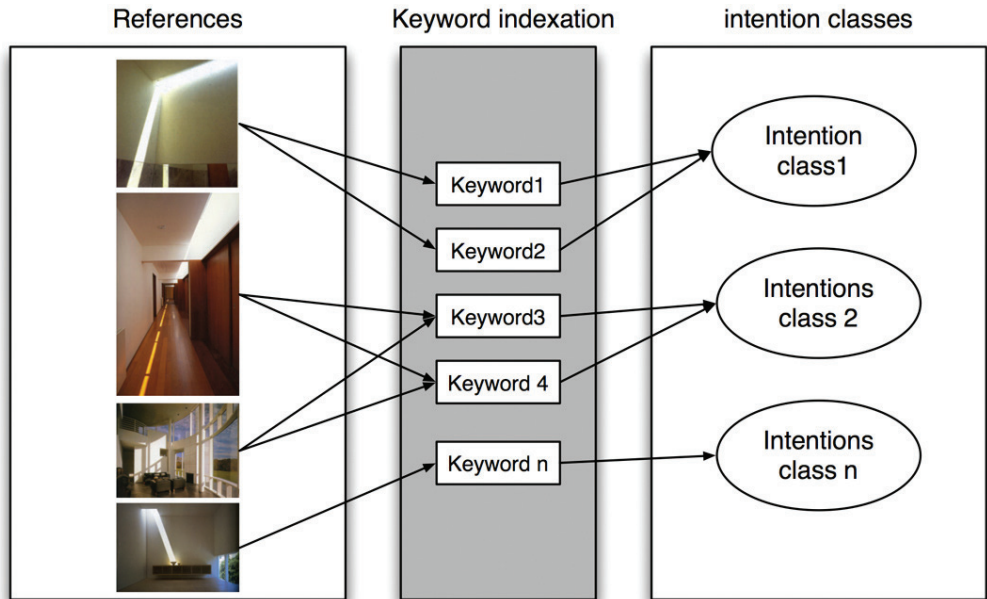 References
Keyword indexation
intention classes
Keyword1
Keyword2
Keyword3
Keyword 4
Keyword n
Intention
class1
Intentions
class 2
Intentions
class n